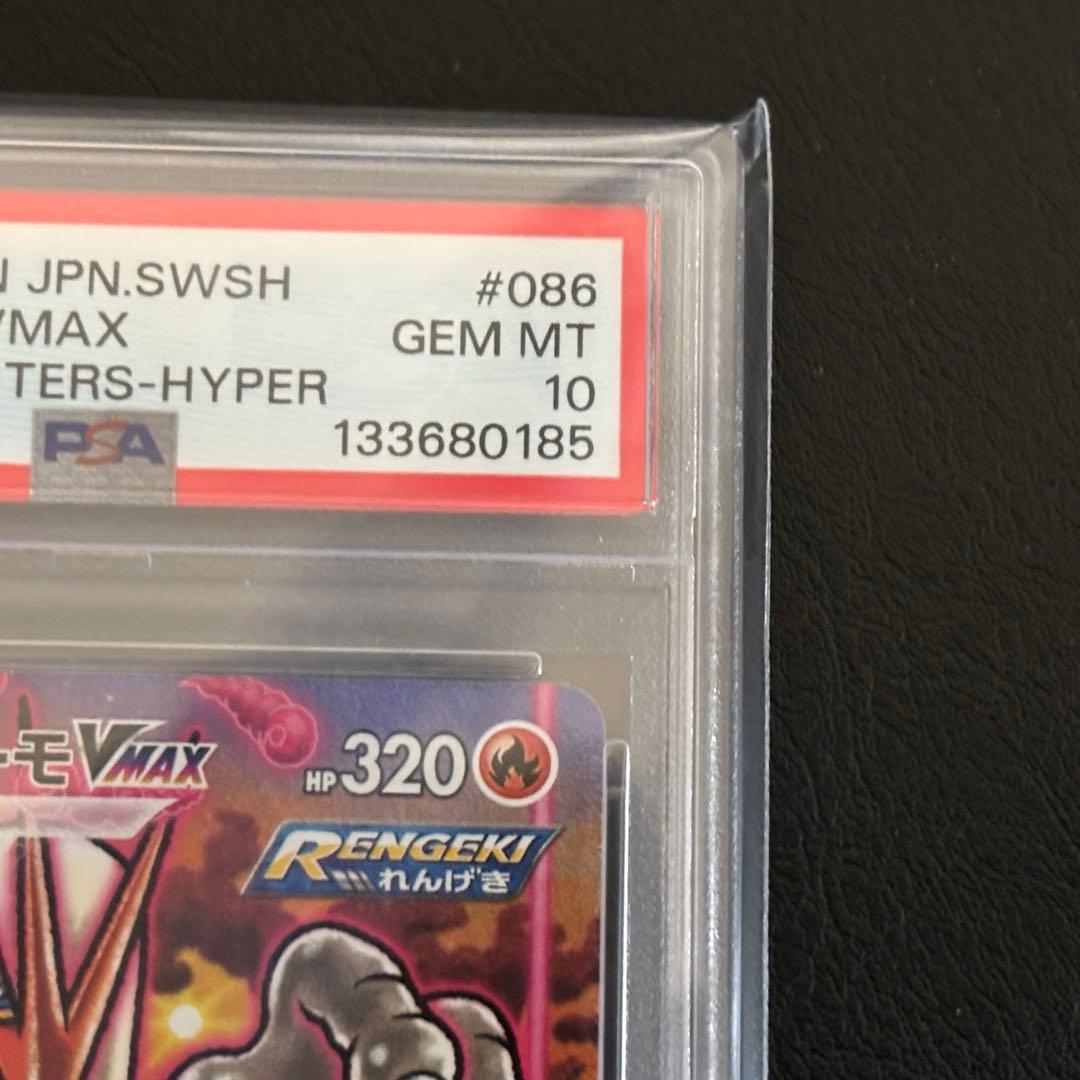 N JPN.SWSH #086
VMAX GEM MT
TERS-HYPER 10
PSA 133680185
ーモVMAX HP320
RENGEKI
れんげき